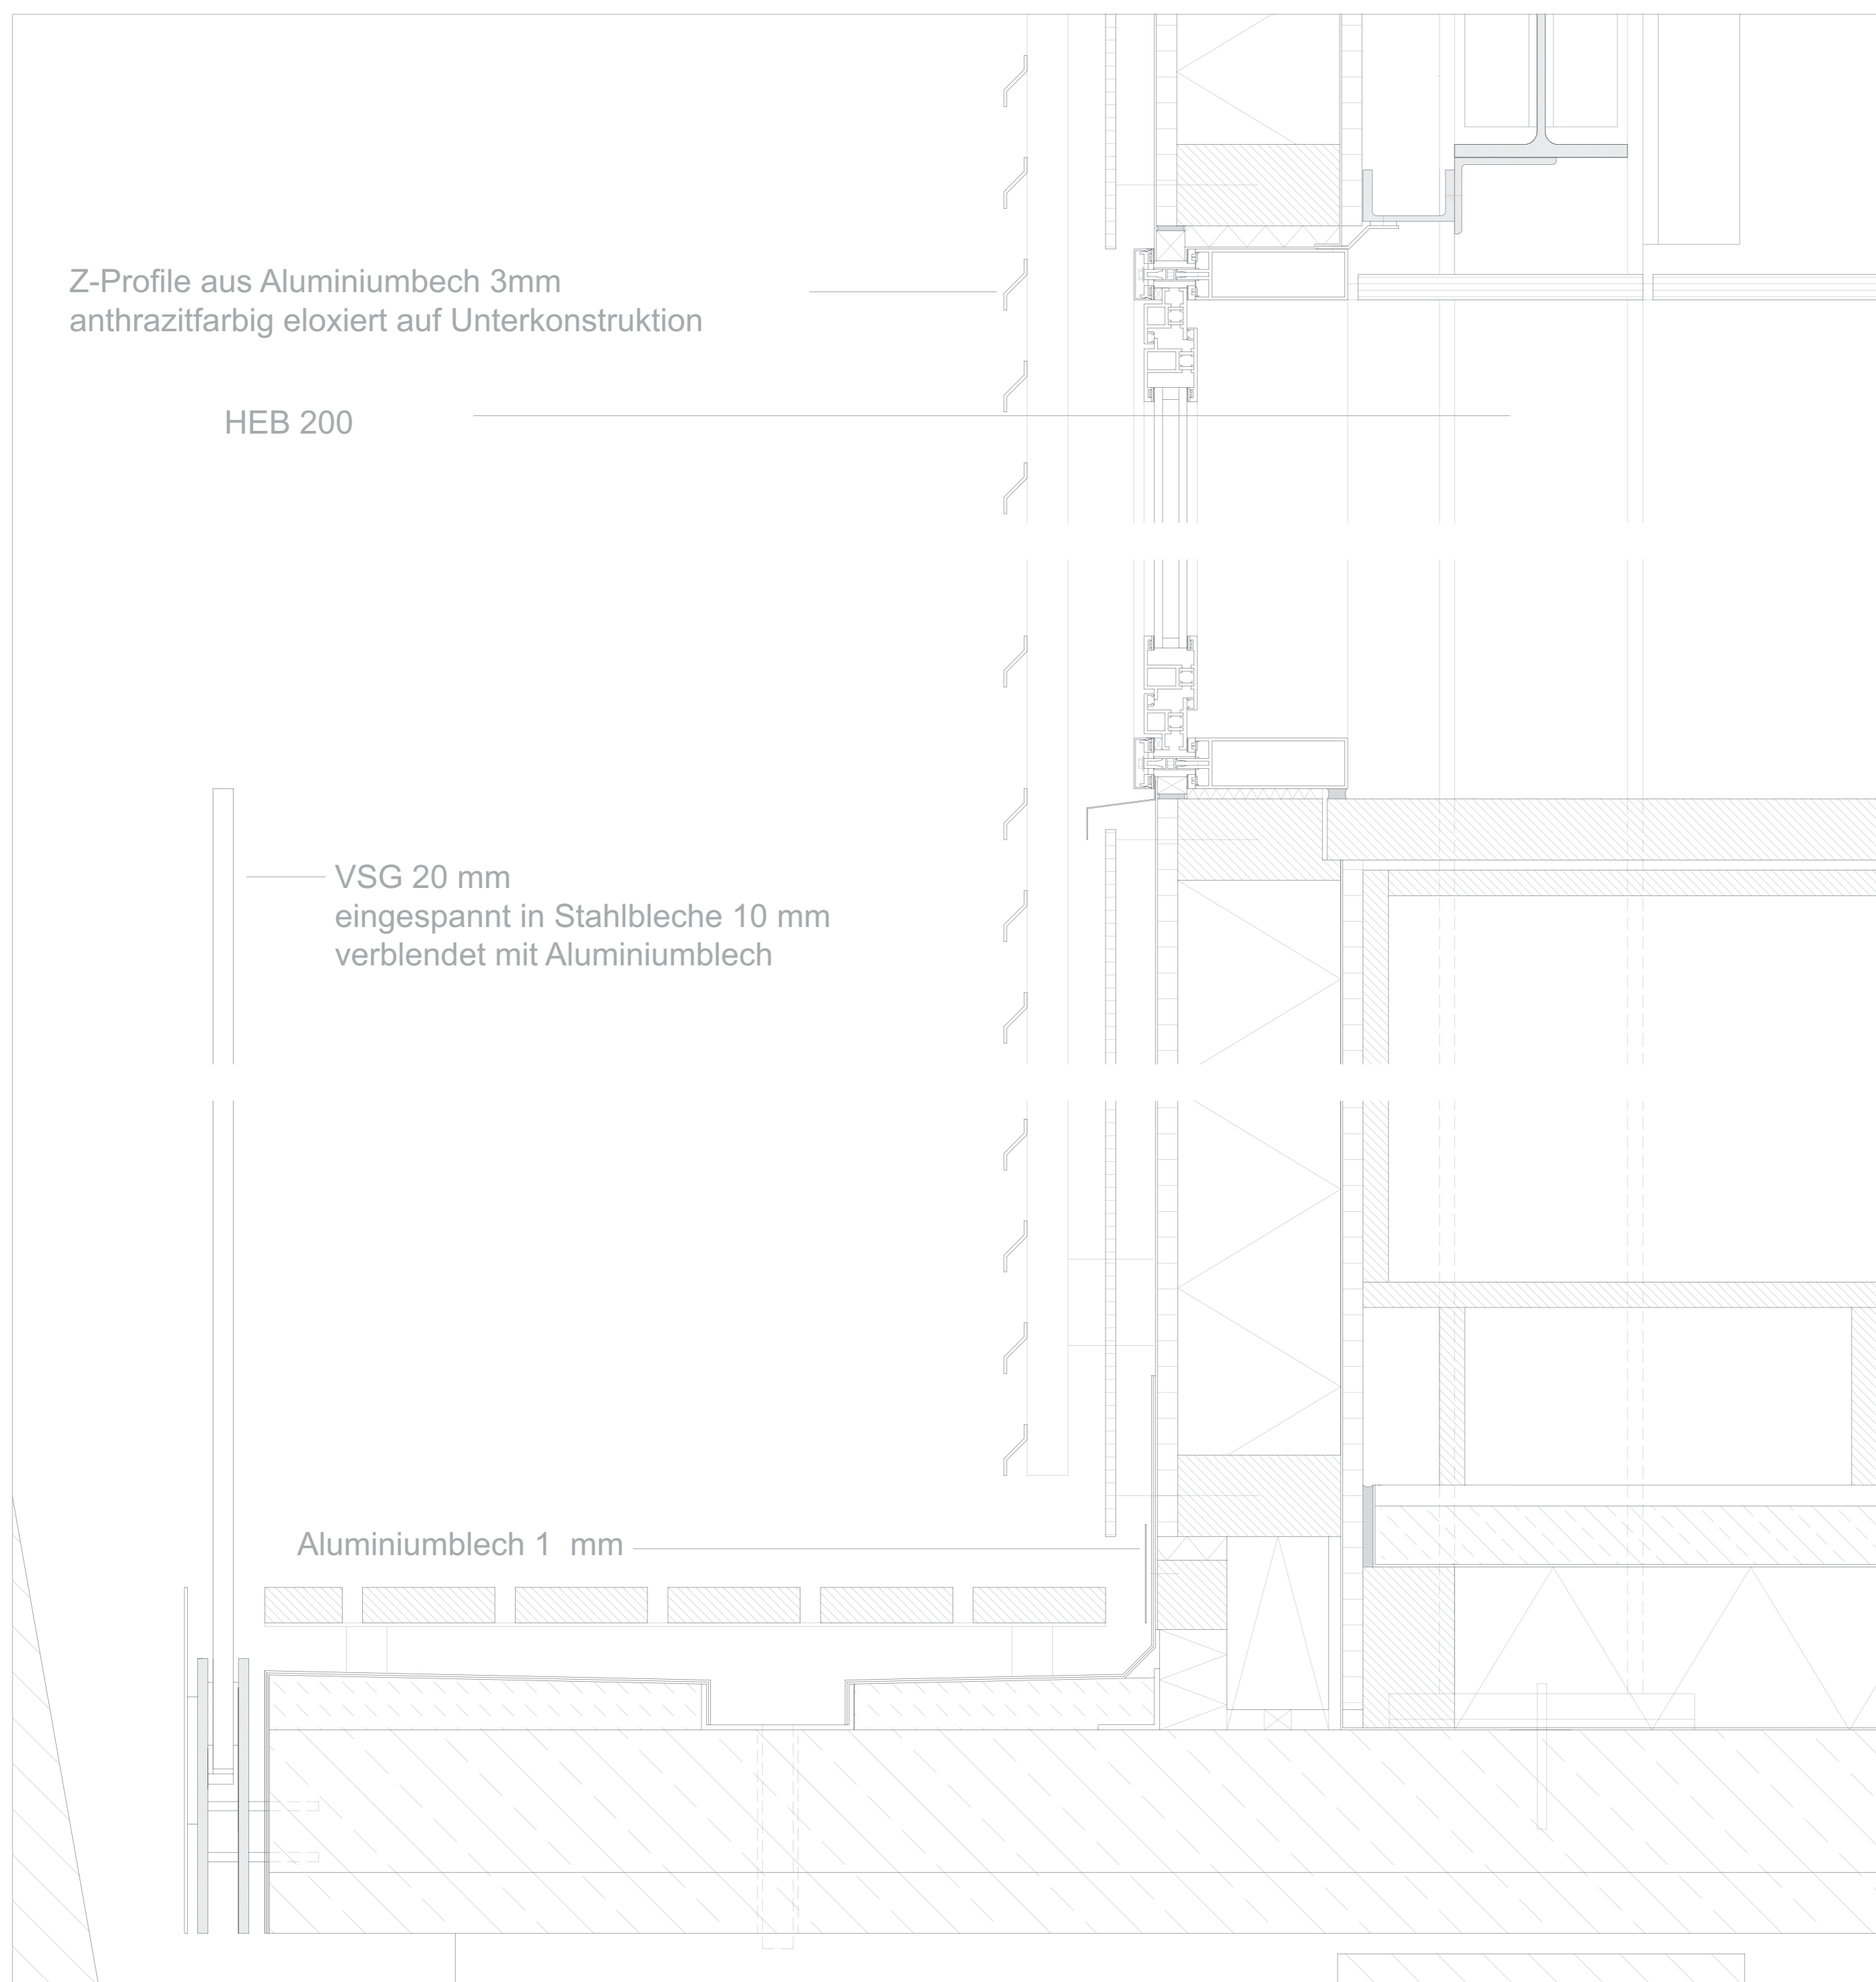 Z-Profile aus Aluminiumbech 3mm
anthrazitfarbig eloxiert auf Unterkonstruktion
HEB 200
VSG 20 mm
eingespannt in Stahlbleche 10 mm
verblendet mit Aluminiumblech
Aluminiumblech 1 mm